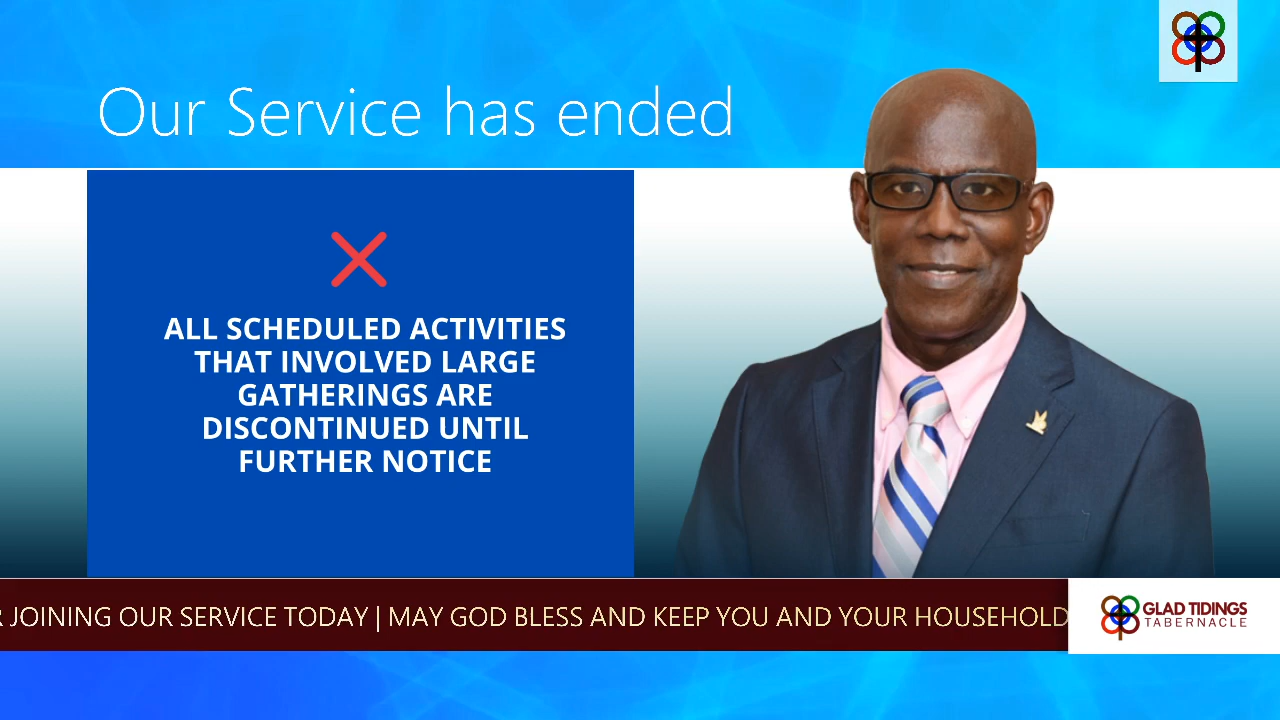 Our Service has ended
ALL SCHEDULED ACTIVITIES
THAT INVOLVED LARGE
GATHERINGS ARE
DISCONTINUED UNTIL
FURTHER NOTICE
JOINING OUR SERVICE TODAY | MAY GOD BLESS AND KEEP YOU AND YOUR HOUSEHOLD
GLAD TIDINGS
TABERNACLE